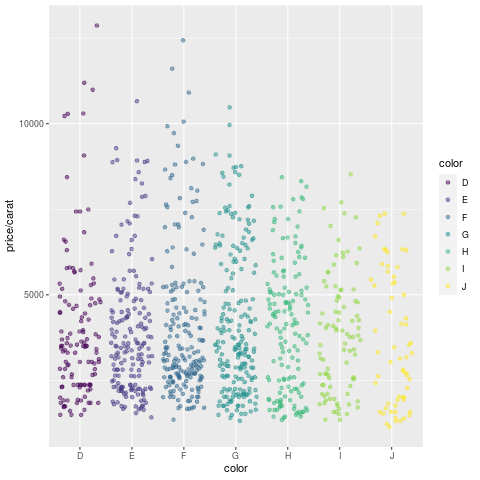 10000
5000
price/carat
D E F G H I J
color
color
D
E
F
G
H
I
J